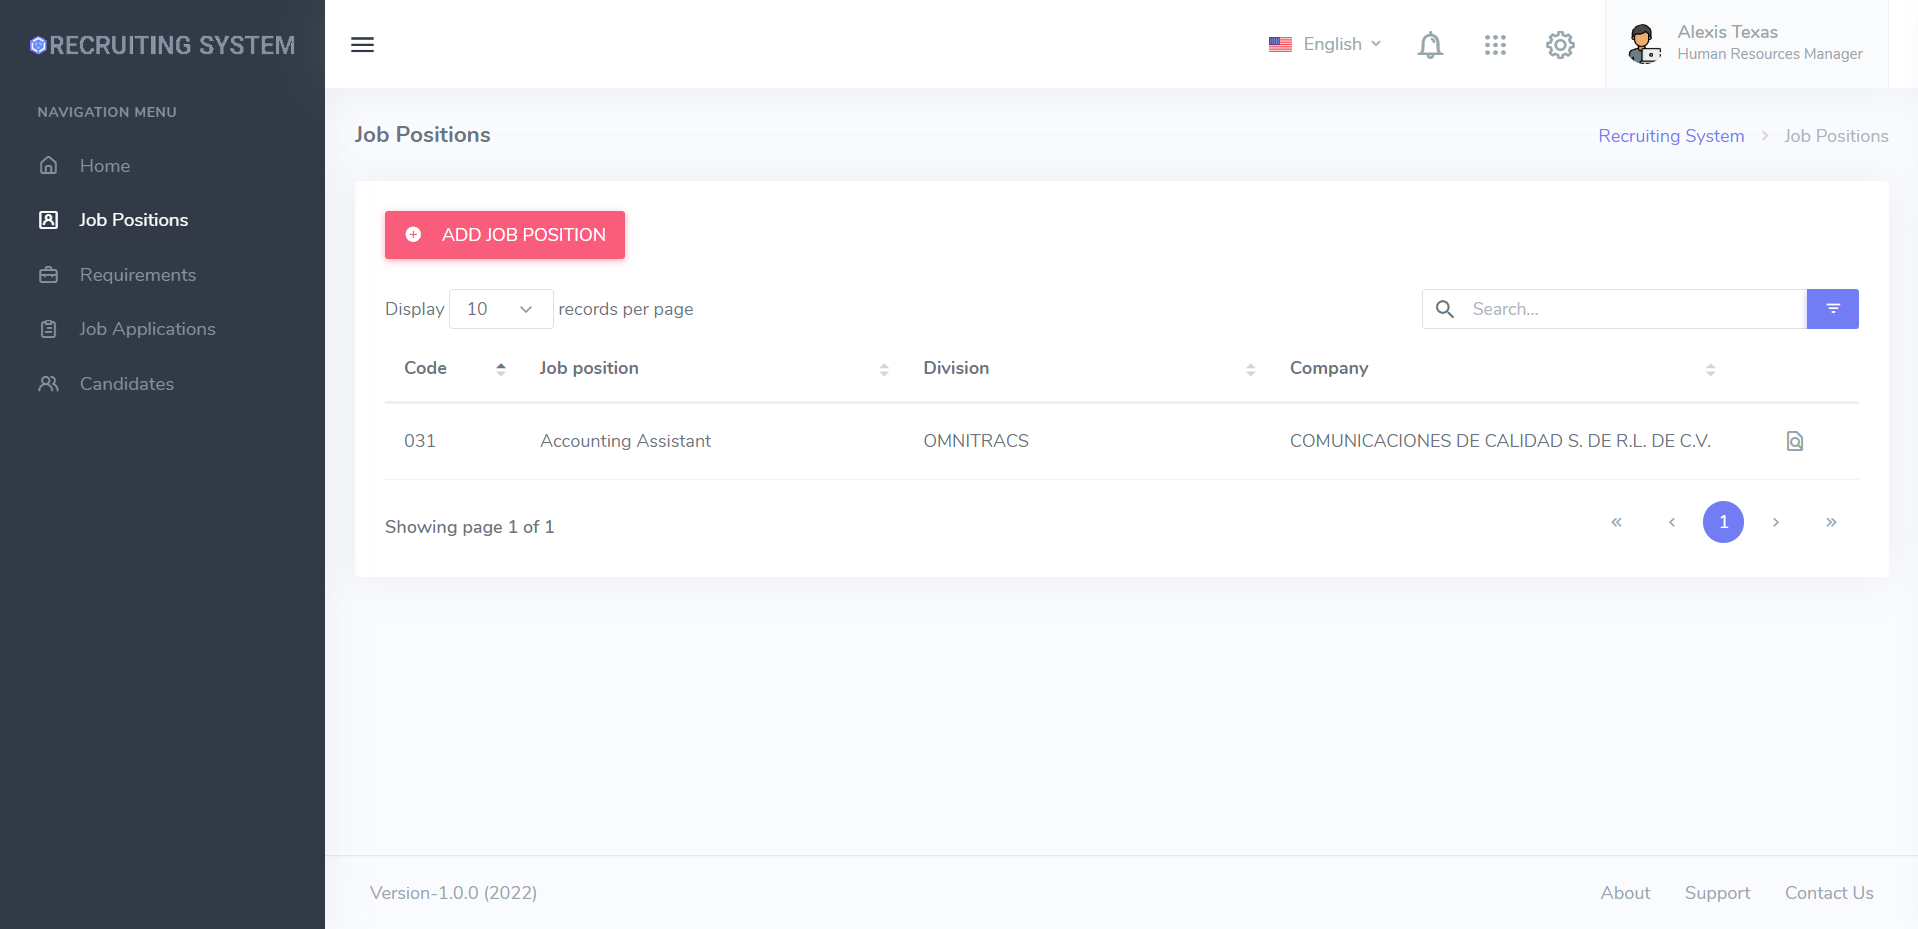 RECRUITING SYSTEM
English
Alexis Texas
Human Resources Manager
NAVIGATION MENU
Home
Job Positions
Requirements
Job Applications
Candidates
Job Positions
Recruiting System > Job Positions
ADD JOB POSITION
Display 10 records per page
Search...
Code Job position Division Company
031 Accounting Assistant OMNITRACS COMUNICACIONES DE CALIDAD S. DE R.L. DE C.V.
Showing page 1 of 1
« ‹ 1 › »
Version-1.0.0 (2022)
About Support Contact Us